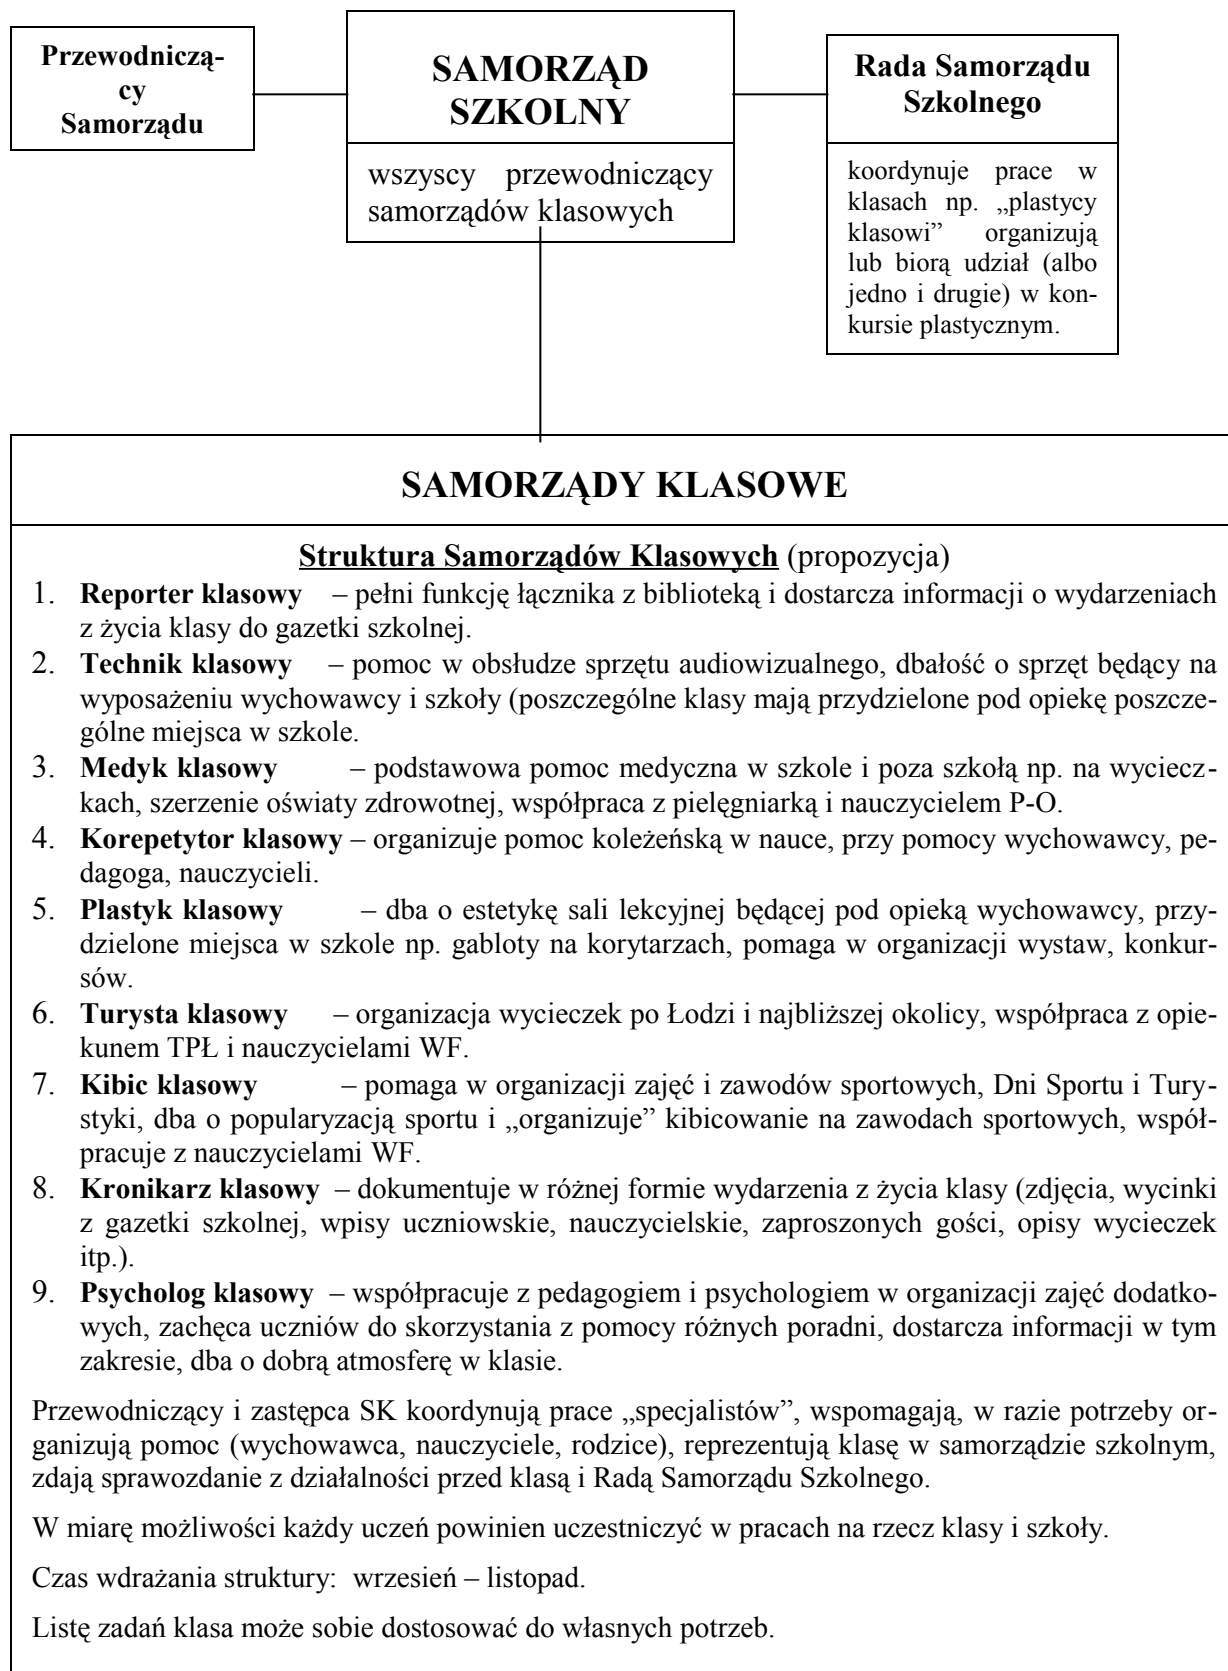 Przewodniczą-
cy
Samorządu
SAMORZĄD
SZKOLNY
wszyscy przewodniczący
samorządów klasowych
Rada Samorządu
Szkolnego
koordynuje prace w
klasach np. „plastycy
klasowi” organizują
lub biorą udział (albo
jedno i drugie) w kon-
kursie plastycznym.
SAMORZĄDY KLASOWE
Struktura Samorządów Klasowych (propozycja)
1. Reporter klasowy – pełni funkcję łącznika z biblioteką i dostarcza informacji o wydarzeniach
z życia klasy do gazetki szkolnej.
2. Technik klasowy – pomoc w obsłudze sprzętu audiowizualnego, dbałość o sprzęt będący na
wyposażeniu wychowawcy i szkoły (poszczególne klasy mają przydzielone pod opiekę poszcze-
gólne miejsca w szkole.
3. Medyk klasowy – podstawowa pomoc medyczna w szkole i poza szkołą np. na wyciecz-
kach, szerzenie oświaty zdrowotnej, współpraca z pielęgniarką i nauczycielem P-O.
4. Korepetytor klasowy – organizuje pomoc koleżeńską w nauce, przy pomocy wychowawcy, pe-
dagoga, nauczycieli.
5. Plastyk klasowy – dba o estetykę sali lekcyjnej będącej pod opieką wychowawcy, przy-
dzielone miejsca w szkole np. gabloty na korytarzach, pomaga w organizacji wystaw, konkur-
sów.
6. Turysta klasowy – organizacja wycieczek po Łodzi i najbliższej okolicy, współpraca z opie-
kunem TPŁ i nauczycielami WF.
7. Kibic klasowy – pomaga w organizacji zajęć i zawodów sportowych, Dni Sportu i Tury-
styki, dba o popularyzacją sportu i „organizuje” kibicowanie na zawodach sportowych, współ-
pracuje z nauczycielami WF.
8. Kronikarz klasowy – dokumentuje w różnej formie wydarzenia z życia klasy (zdjęcia, wycinki
z gazetki szkolnej, wpisy uczniowskie, nauczycielskie, zaproszonych gości, opisy wycieczek
itp.).
9. Psycholog klasowy – współpracuje z pedagogiem i psychologiem w organizacji zajęć dodatko-
wych, zachęca uczniów do skorzystania z pomocy różnych poradni, dostarcza informacji w tym
zakresie, dba o dobrą atmosferę w klasie.
Przewodniczący i zastępca SK koordynują prace „specjalistów”, wspomagają, w razie potrzeby or-
ganizują pomoc (wychowawca, nauczyciele, rodzice), reprezentują klasę w samorządzie szkolnym,
zdają sprawozdanie z działalności przed klasą i Radą Samorządu Szkolnego.
W miarę możliwości każdy uczeń powinien uczestniczyć w pracach na rzecz klasy i szkoły.
Czas wdrażania struktury: wrzesień – listopad.
Listę zadań klasa może sobie dostosować do własnych potrzeb.